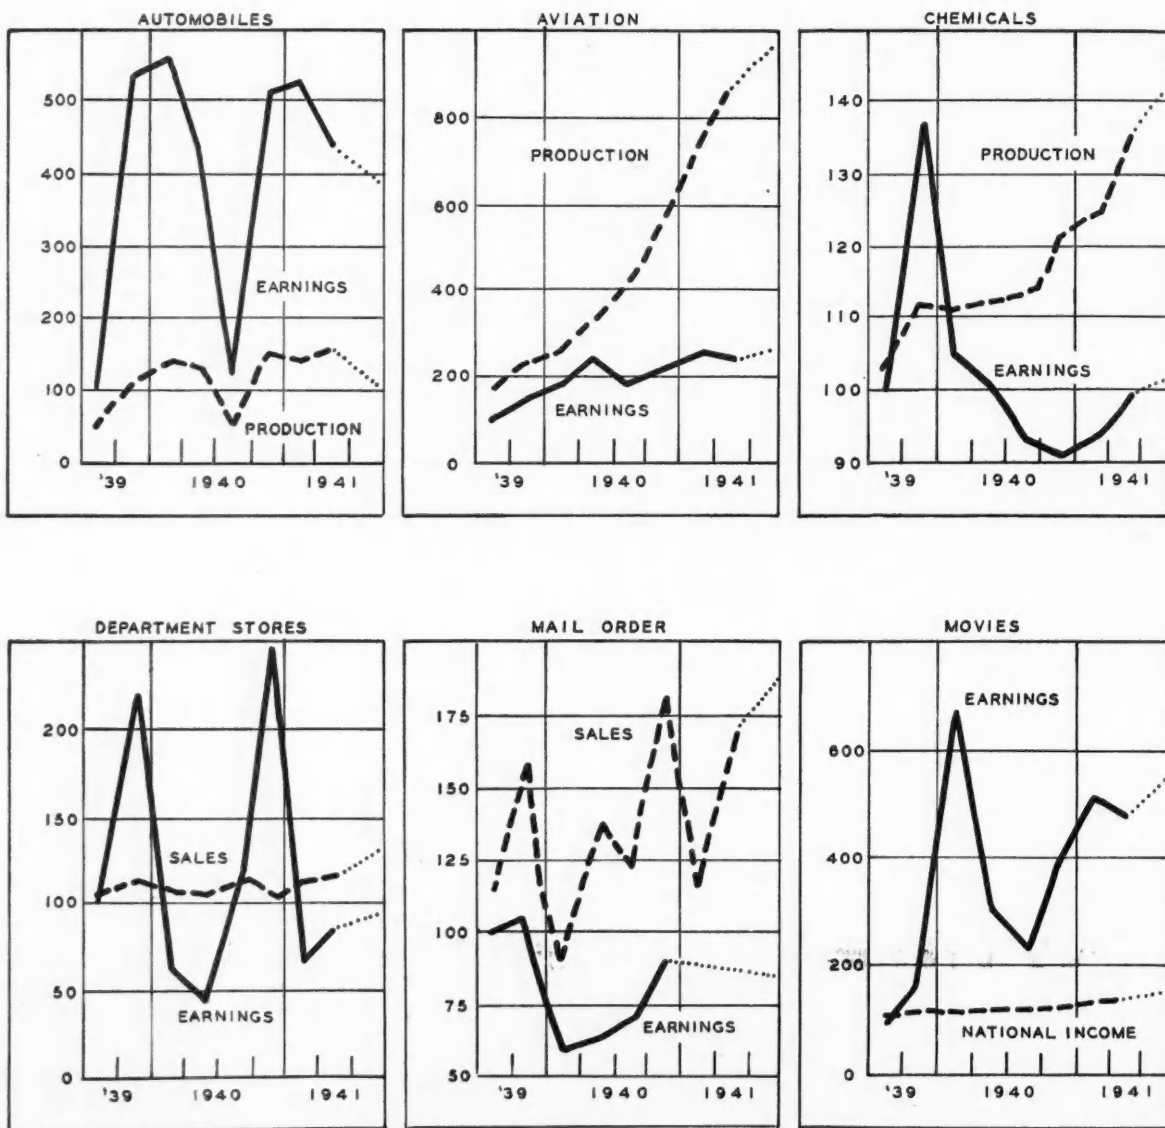 AUTOMOBILES
500
400
300
200
100
0
EARNINGS
PRODUCTION
'39 1940 1941
AVIATION
800
600
400
200
0
PRODUCTION
EARNINGS
'39 1940 1941
CHEMICALS
140
130
120
110
100
90
PRODUCTION
EARNINGS
'39 1940 1941
DEPARTMENT STORES
200
150
100
50
0
SALES
EARNINGS
'39 1940 1941
MAIL ORDER
175
150
125
100
75
50
SALES
EARNINGS
'39 1940 1941
MOVIES
600
400
200
0
EARNINGS
NATIONAL INCOME
'39 1940 1941